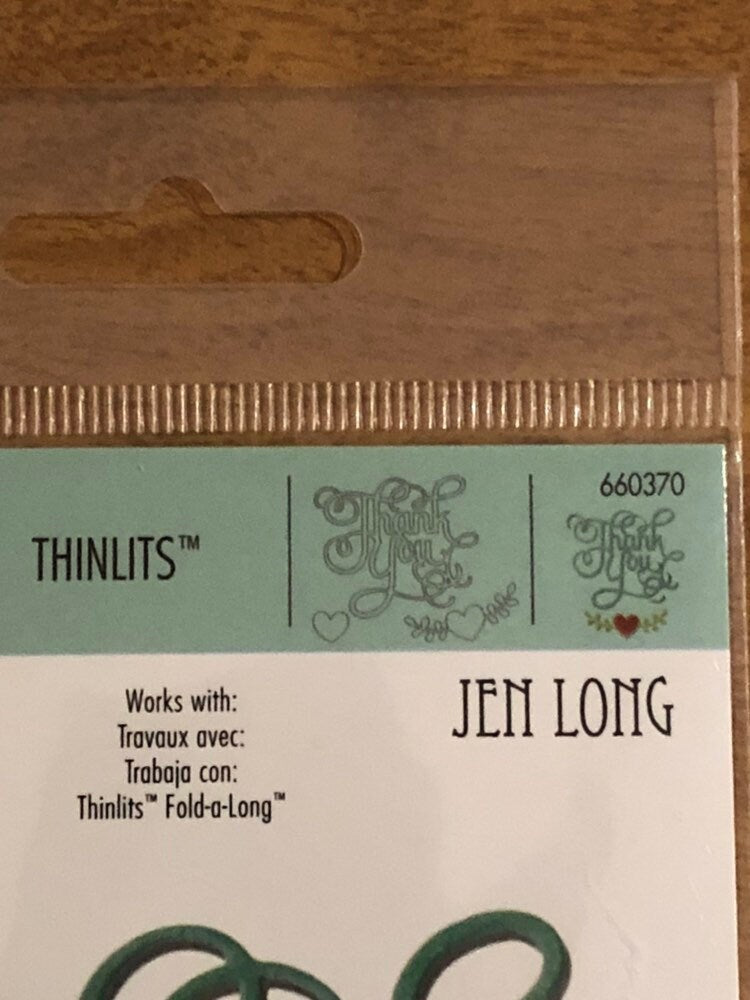 THINLITS™
Thank
You
660370
Thank
You
JEN LONG
Works with:
Travaux avec:
Trabaja con:
Thinlits™ Fold-a-Long™